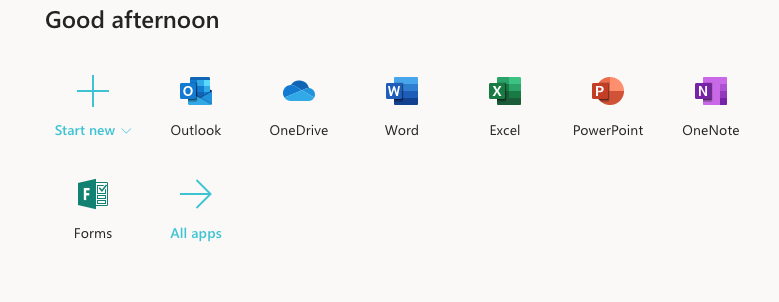 Good afternoon
Start new
Outlook
OneDrive
Word
Excel
PowerPoint
OneNote
Forms
All apps